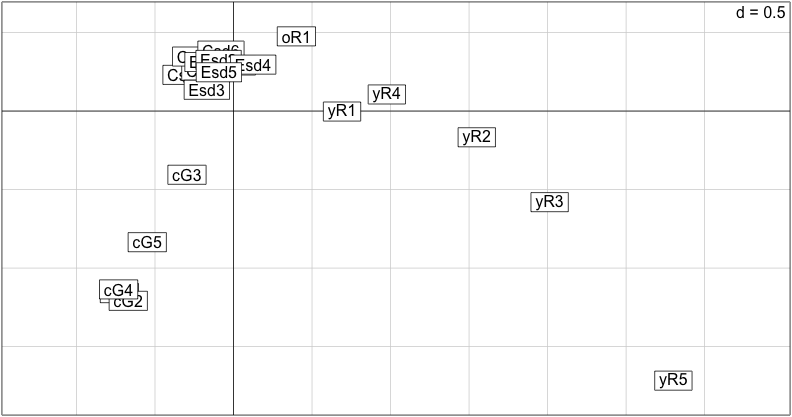 d = 0.5
oR1
Esd4
Esd5
Esd3
yR4
yR1
yR2
cG3
yR3
cG5
cG4
cG2
yR5